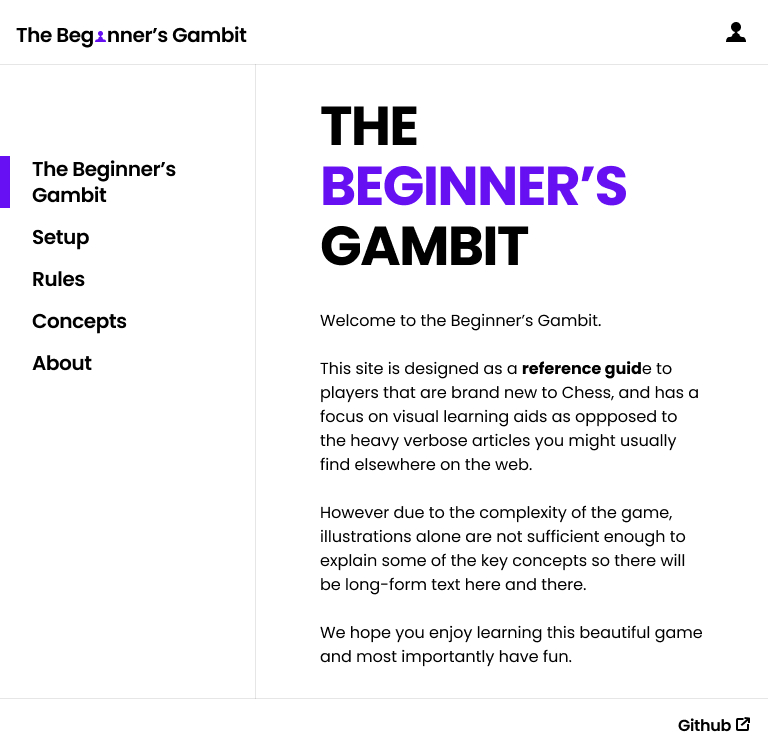 The Beginner’s Gambit
The Beginner’s
Gambit
Setup
Rules
Concepts
About
THE
BEGINNER’S
GAMBIT
Welcome to the Beginner’s Gambit.
This site is designed as a reference guide to
players that are brand new to Chess, and has a
focus on visual learning aids as oppposed to
the heavy verbose articles you might usually
find elsewhere on the web.
However due to the complexity of the game,
illustrations alone are not sufficient enough to
explain some of the key concepts so there will
be long-form text here and there.
We hope you enjoy learning this beautiful game
and most importantly have fun.
Github